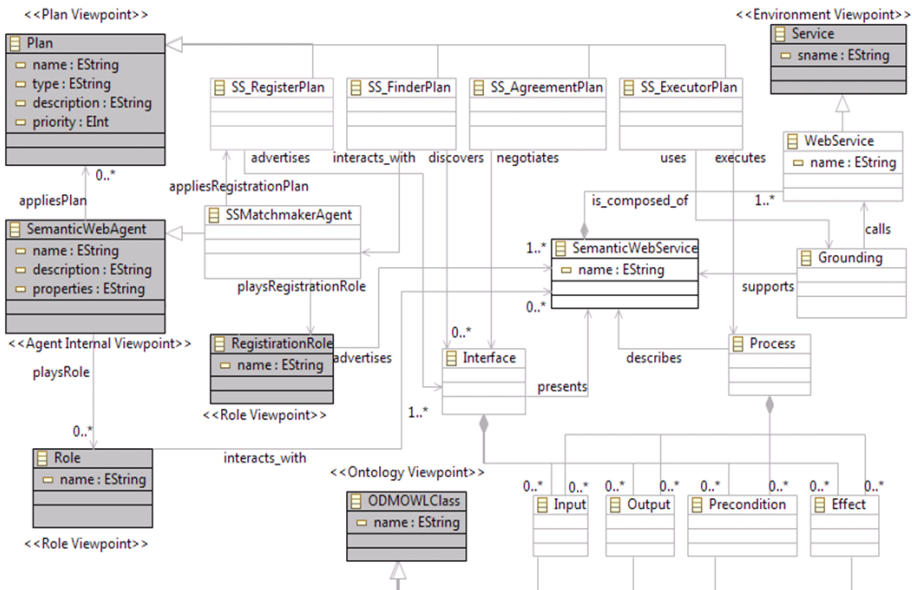 <<Plan Viewpoint>>
<<Environment Viewpoint>>
Plan
name : EString
type : EString
description : EString
priority : EInt
Service
sname : EString
SS_RegisterPlan
SS_FinderPlan
SS_AgreementPlan
SS_ExecutorPlan
WebService
name : EString
advertises
interacts_with
discovers
negotiates
uses
executes
0..*
appliesPlan
appliesRegistrationPlan
is_composed_of
1..*
SemanticWebAgent
name : EString
description : EString
properties : EString
SSMatchmakerAgent
calls
1..*
SemanticWebService
name : EString
Grounding
playsRegistrationRole
supports
0..*
<<Agent Internal Viewpoint>>
RegistirationRole
name : EString
advertises
0..*
Interface
describes
Process
playsRole
presents
<<Role Viewpoint>>
1..*
0..*
Role
name : EString
interacts_with
<<Ontology Viewpoint>>
ODMOWLClass
name : EString
0..*
0..*
0..*
0..*
0..*
0..*
0..*
0..*
Input
Output
Precondition
Effect
<<Role Viewpoint>>